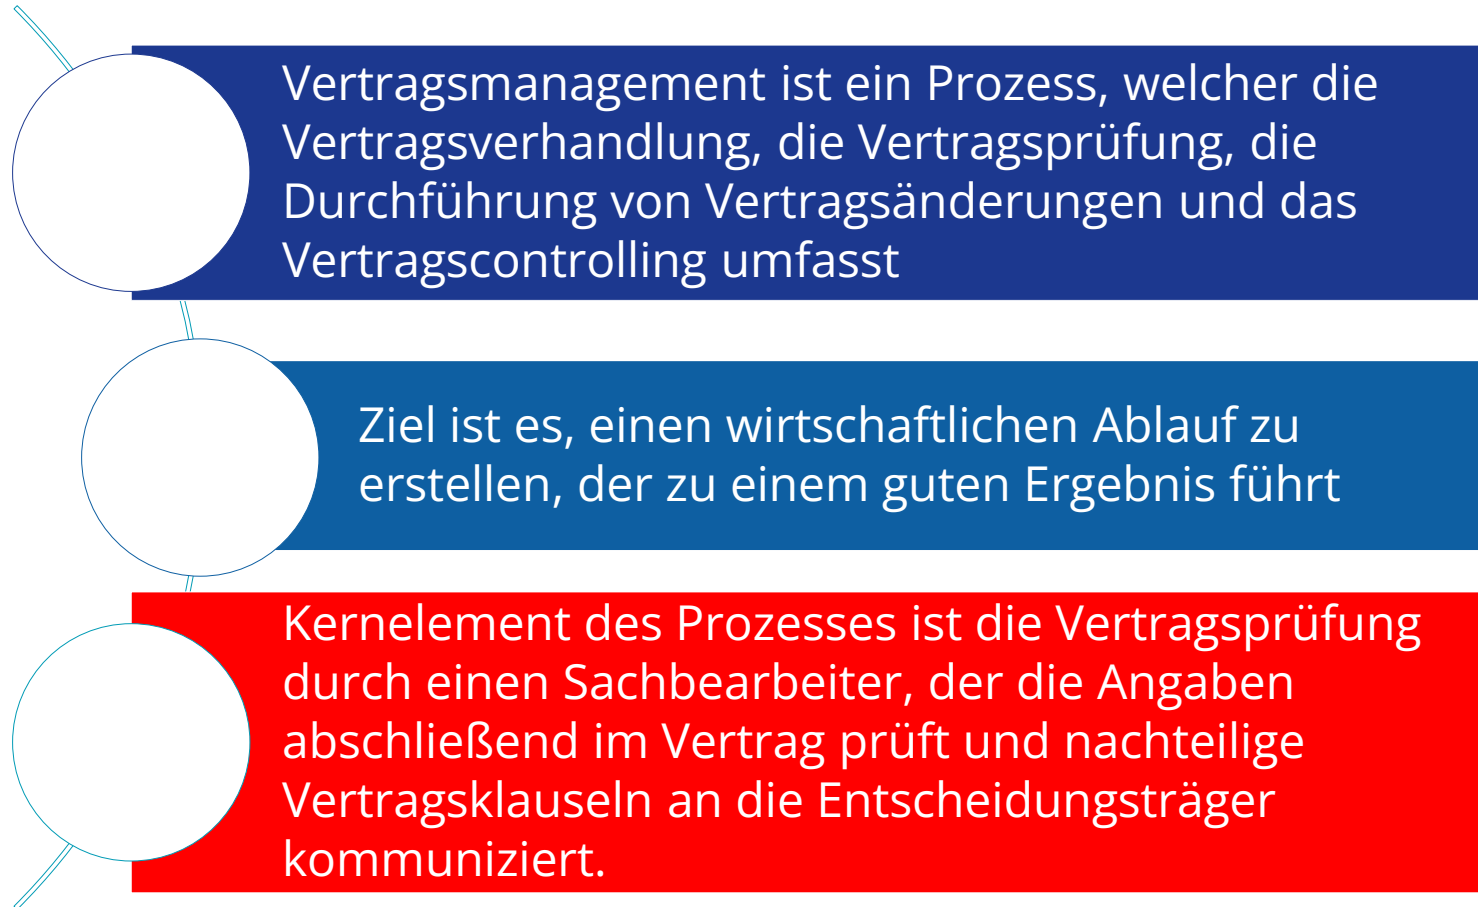 Vertragsmanagement ist ein Prozess, welcher die
Vertragsverhandlung, die Vertragsprüfung, die
Durchführung von Vertragsänderungen und das
Vertragscontrolling umfasst
Ziel ist es, einen wirtschaftlichen Ablauf zu
erstellen, der zu einem guten Ergebnis führt
Kernelement des Prozesses ist die Vertragsprüfung
durch einen Sachbearbeiter, der die Angaben
abschließend im Vertrag prüft und nachteilige
Vertragsklauseln an die Entscheidungsträger
kommuniziert.